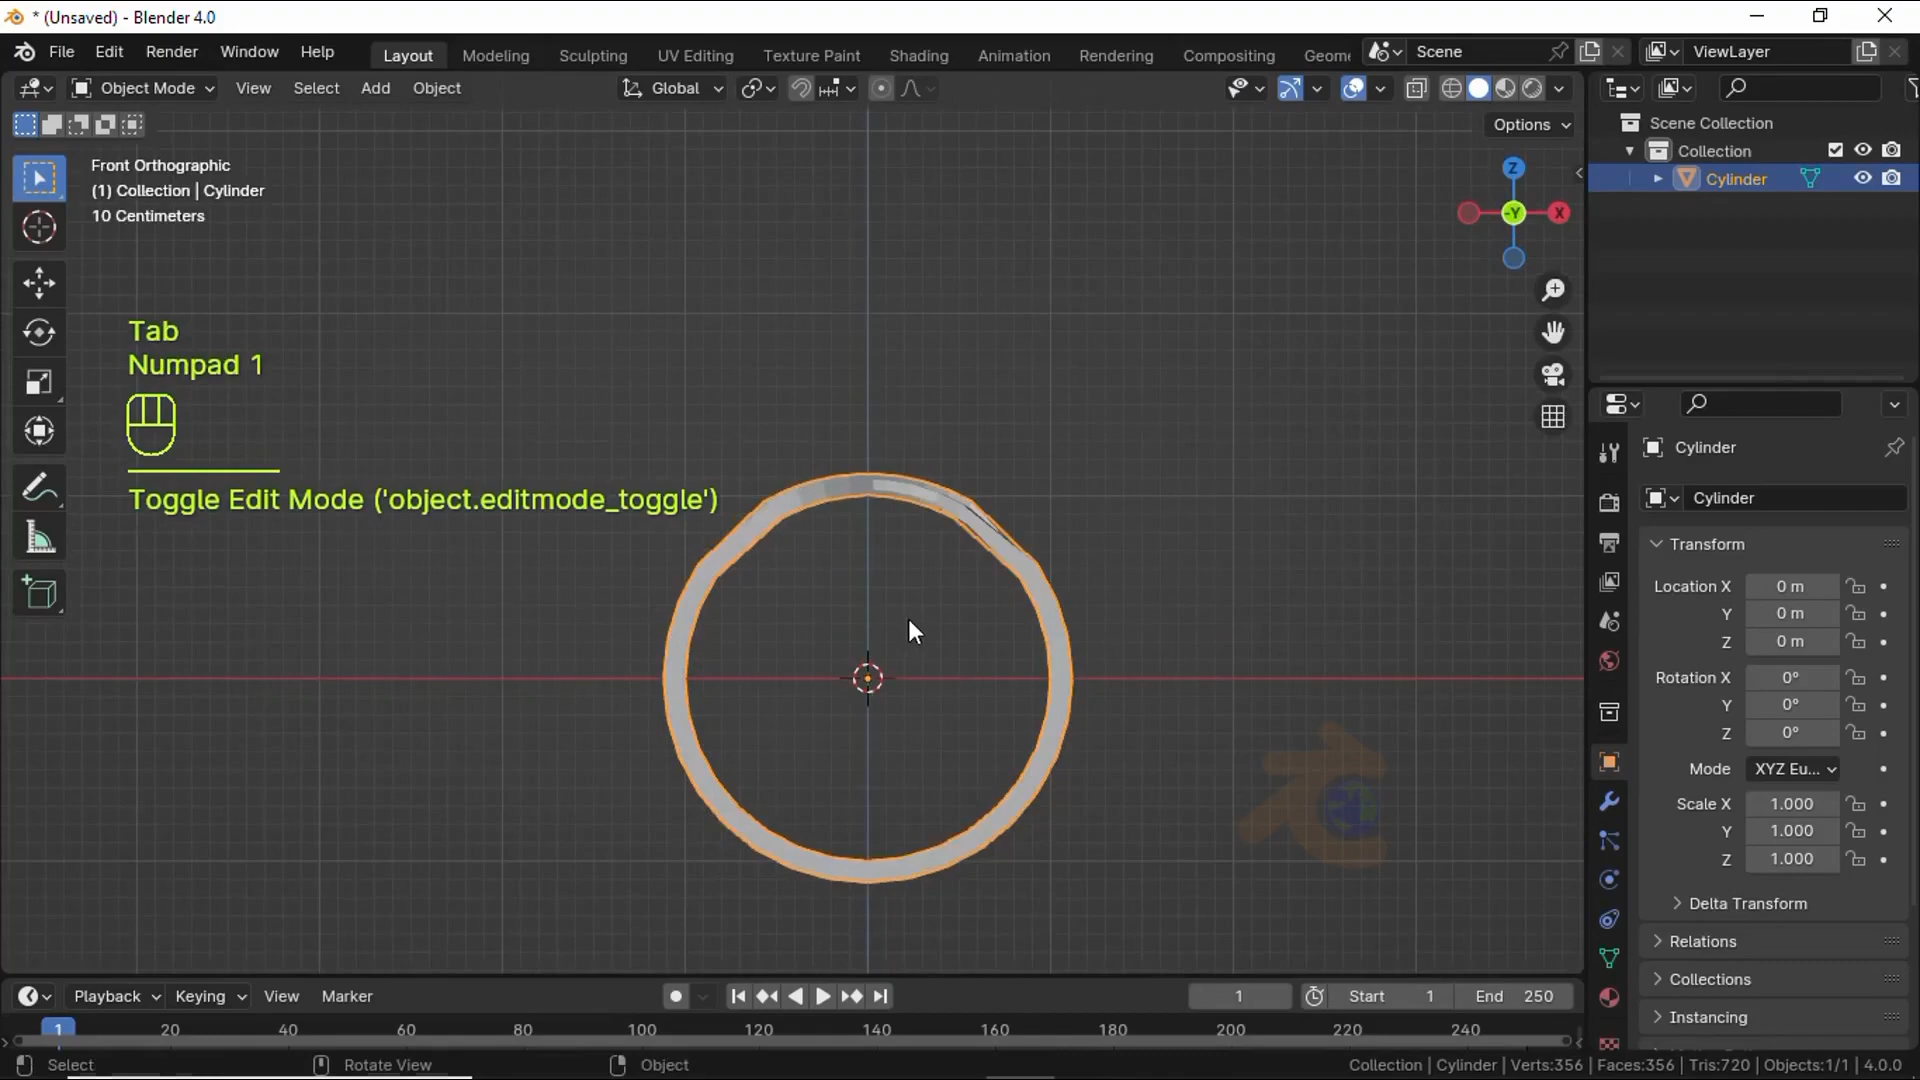 * (Unsaved) - Blender 4.0
File Edit Render Window Help
Layout Modeling Sculpting UV Editing Texture Paint Shading Animation Rendering Compositing Geome
Scene
ViewLayer
Object Mode View Select Add Object
Global
Options
Front Orthographic
(1) Collection | Cylinder
10 Centimeters
Z
-Y
X
Tab
Numpad 1
Toggle Edit Mode ('object.editmode_toggle')
Scene Collection
Collection
Cylinder
Cylinder
Cylinder
Transform
Location X 0 m
Y 0 m
Z 0 m
Rotation X 0°
Y 0°
Z 0°
Mode XYZ Eu...
Scale X 1.000
Y 1.000
Z 1.000
Delta Transform
Relations
Collections
Instancing
Playback Keying View Marker
1
Start 1 End 250
1 20 40 60 80 100 120 140 160 180 200 220 240
Select Rotate View Object
Collection | Cylinder | Verts:356 | Faces:356 | Tris:720 | Objects:1/1 | 4.0.0